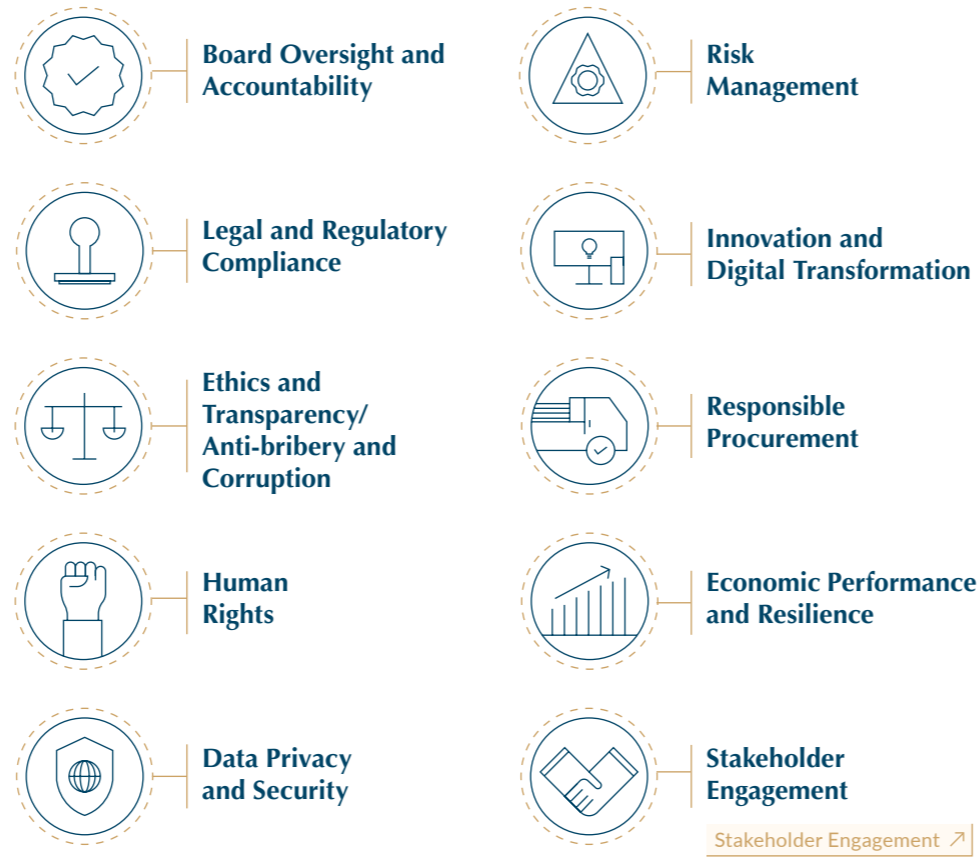 Board Oversight and
Accountability
Risk
Management
Legal and Regulatory
Compliance
Innovation and
Digital Transformation
Ethics and
Transparency/
Anti-bribery and
Corruption
Responsible
Procurement
Human
Rights
Economic Performance
and Resilience
Data Privacy
and Security
Stakeholder
Engagement
Stakeholder Engagement ↗